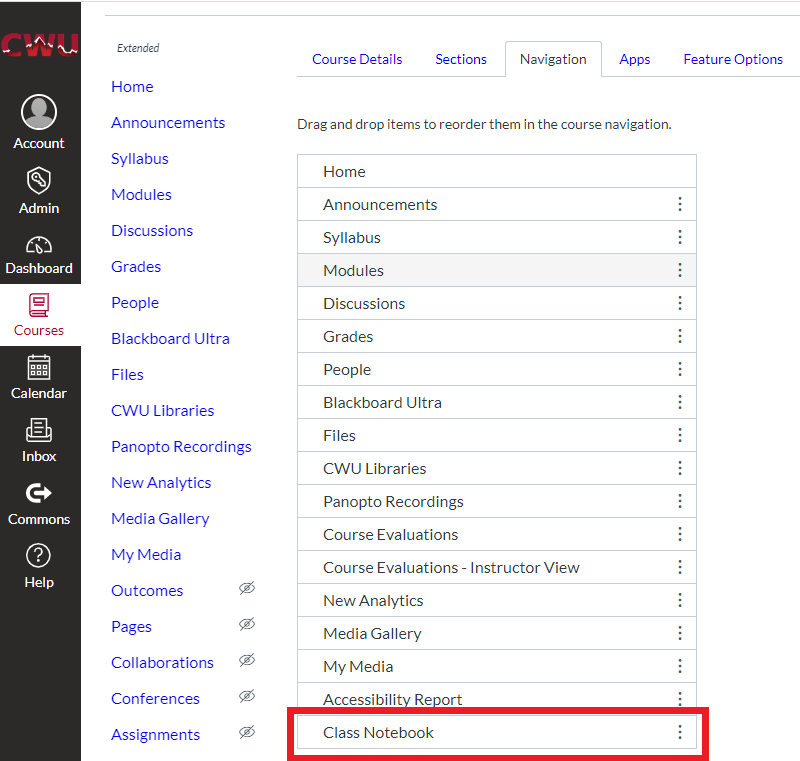 CWU
Account
Admin
Dashboard
Courses
Calendar
Inbox
Commons
Help
Extended
Home
Announcements
Syllabus
Modules
Discussions
Grades
People
Blackboard Ultra
Files
CWU Libraries
Panopto Recordings
New Analytics
Media Gallery
My Media
Outcomes
Pages
Collaborations
Conferences
Assignments
Course Details Sections Navigation Apps Feature Options
Drag and drop items to reorder them in the course navigation.
Home
Announcements
Syllabus
Modules
Discussions
Grades
People
Blackboard Ultra
Files
CWU Libraries
Panopto Recordings
Course Evaluations
Course Evaluations - Instructor View
New Analytics
Media Gallery
My Media
Accessibility Report
Class Notebook